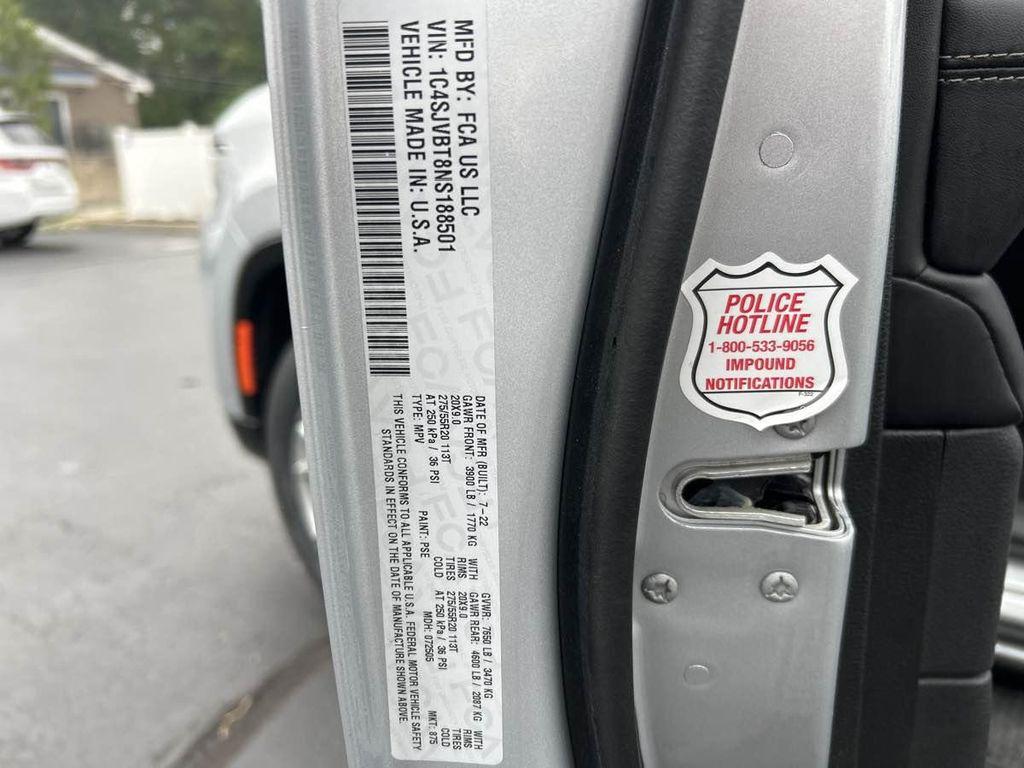 MFD BY: FCA US LLC
VIN: 1C4SJVBT8NS188501
VEHICLE MADE IN: U.S.A.
DATE OF MFR (BUILT): 7-22 GVWR: 7650 LB / 3470 KG
GAWR FRONT: 3900 LB / 1770 KG WITH GAWR REAR: 4600 LB / 2087 KG WITH
20X9.0 RIMS 20X9.0 RIMS
275/55R20 113T TIRES 275/55R20 113T TIRES
AT 250 kPa / 36 PSI COLD AT 250 kPa / 36 PSI COLD
TYPE: MPV PAINT: PSE MDH: 072505 MKT: 875
THIS VEHICLE CONFORMS TO ALL APPLICABLE U.S.A. FEDERAL MOTOR VEHICLE SAFETY
STANDARDS IN EFFECT ON THE DATE OF MANUFACTURE SHOWN ABOVE.
POLICE
HOTLINE
1-800-533-9056
IMPOUND
NOTIFICATIONS